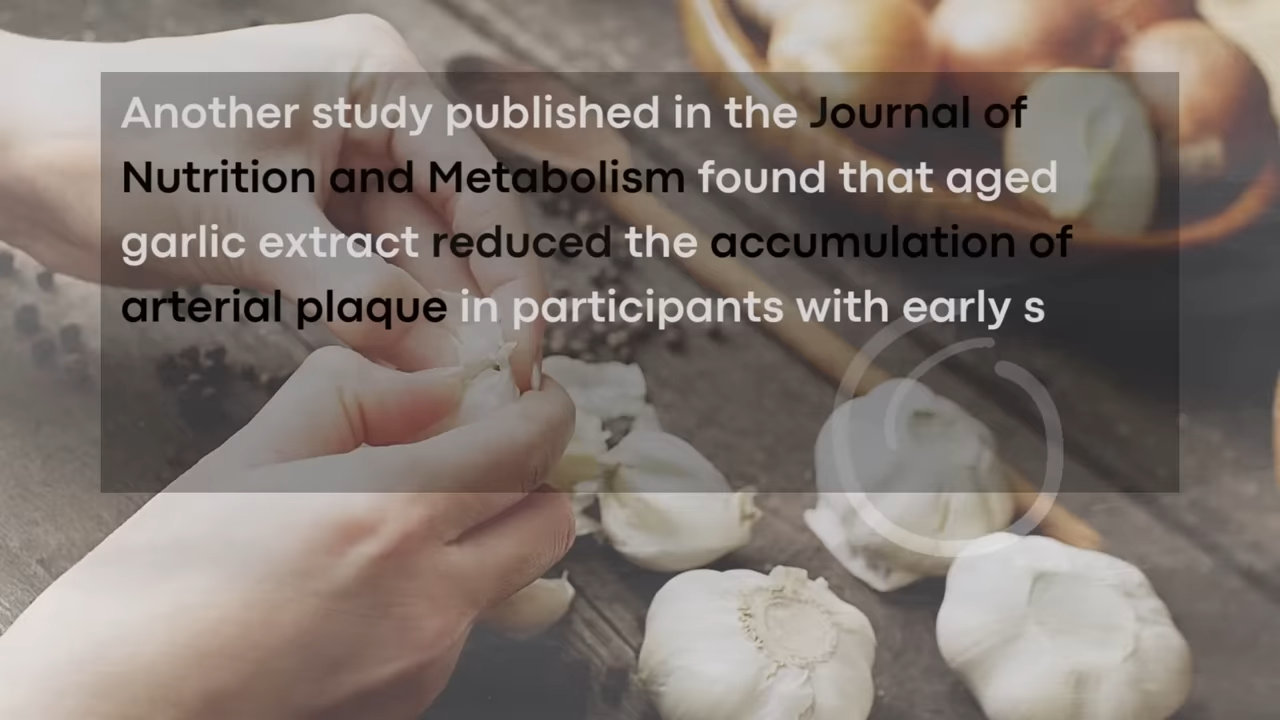 Another study published in the Journal of
Nutrition and Metabolism found that aged
garlic extract reduced the accumulation of
arterial plaque in participants with early s